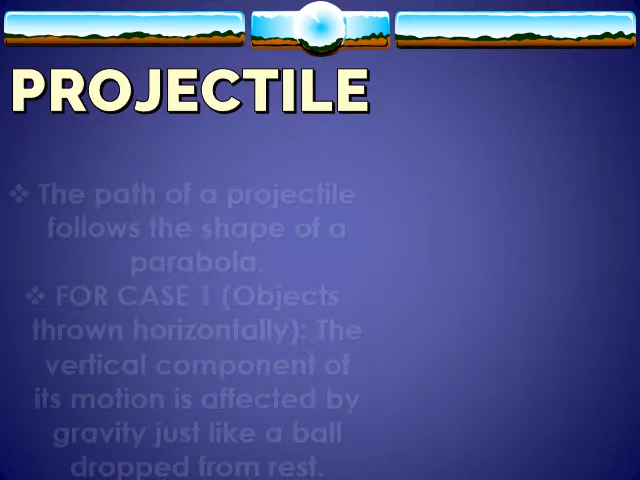 PROJECTILE
❖ The path of a projectile
follows the shape of a
parabola.
❖ FOR CASE 1 (Objects
thrown horizontally): The
vertical component of
its motion is affected by
gravity just like a ball
dropped from rest.